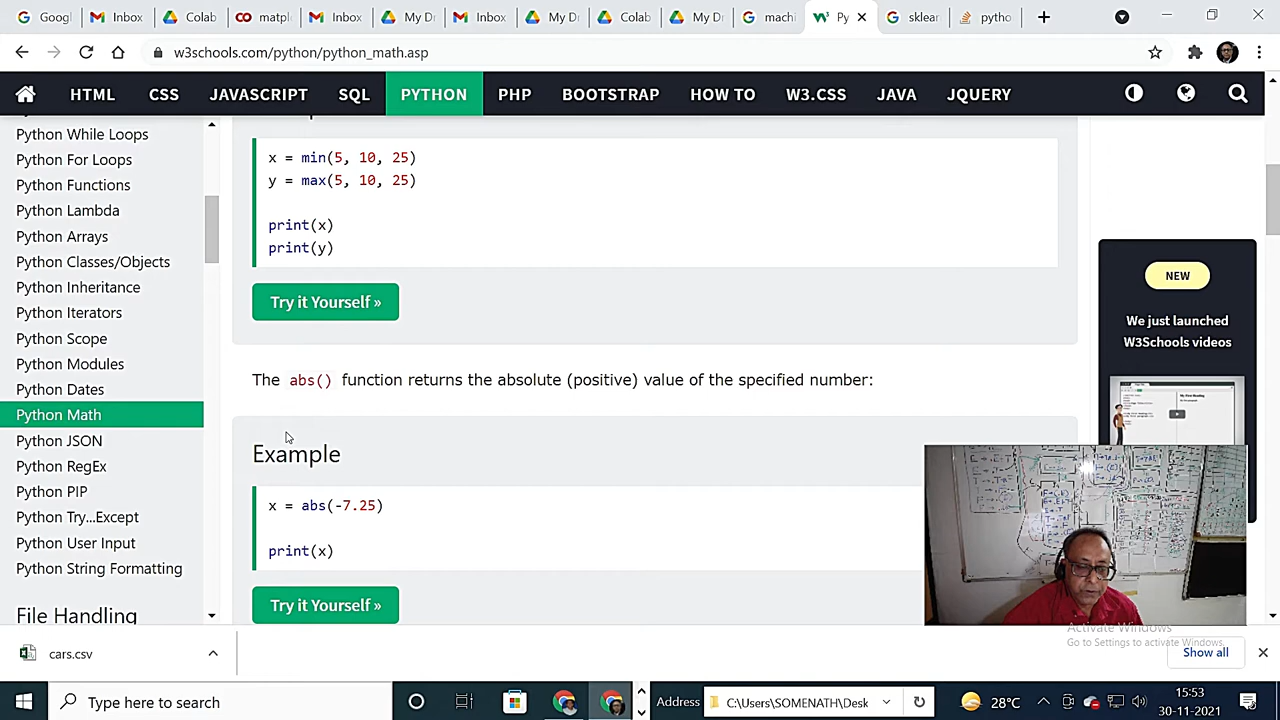 Googl
Inbox
Colab
matpl
Inbox
My Dr
Inbox
My Dr
Colab
My Dr
machi
Py
sklear
pytho
w3schools.com/python/python_math.asp
HTML CSS JAVASCRIPT SQL PYTHON PHP BOOTSTRAP HOW TO W3.CSS JAVA JQUERY
Python While Loops
Python For Loops
Python Functions
Python Lambda
Python Arrays
Python Classes/Objects
Python Inheritance
Python Iterators
Python Scope
Python Modules
Python Dates
Python Math
Python JSON
Python RegEx
Python PIP
Python Try...Except
Python User Input
Python String Formatting
File Handling
x = min(5, 10, 25)
y = max(5, 10, 25)
print(x)
print(y)
Try it Yourself »
The abs() function returns the absolute (positive) value of the specified number:
Example
x = abs(-7.25)
print(x)
Try it Yourself »
NEW
We just launched
W3Schools videos
Activate Windows
Go to Settings to activate Windows.
cars.csv
Show all
Type here to search
Address
C:\Users\SOMENATH\Desk
28°C
15:53
30-11-2021